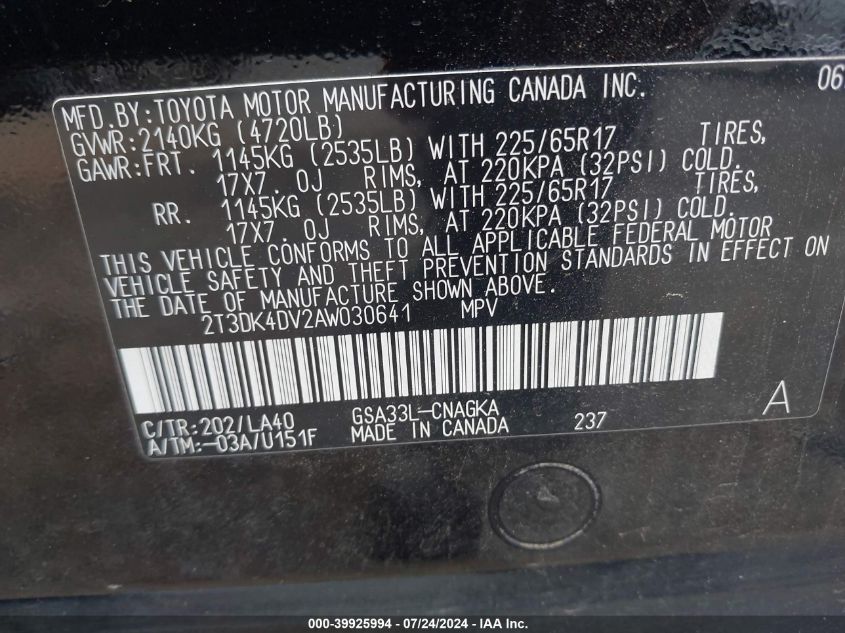 MFD.BY:TOYOTA MOTOR MANUFACTURING CANADA INC. 06
GVWR:2140KG (4720LB)
GAWR:FRT. 1145KG (2535LB) WITH 225/65R17 TIRES,
17X7.0J RIMS, AT 220KPA (32PSI) COLD.
RR. 1145KG (2535LB) WITH 225/65R17 TIRES,
17X7.0J RIMS, AT 220KPA (32PSI) COLD.
THIS VEHICLE CONFORMS TO ALL APPLICABLE FEDERAL MOTOR
VEHICLE SAFETY AND THEFT PREVENTION STANDARDS IN EFFECT ON
THE DATE OF MANUFACTURE SHOWN ABOVE.
2T3DK4DV2AW030641 MPV
C/TR:202/LA40 GSA33L-CNAGKA A
A/TM:-03A/U151F MADE IN CANADA 237
000-39925994 / 07/24/2024 - IAA Inc.